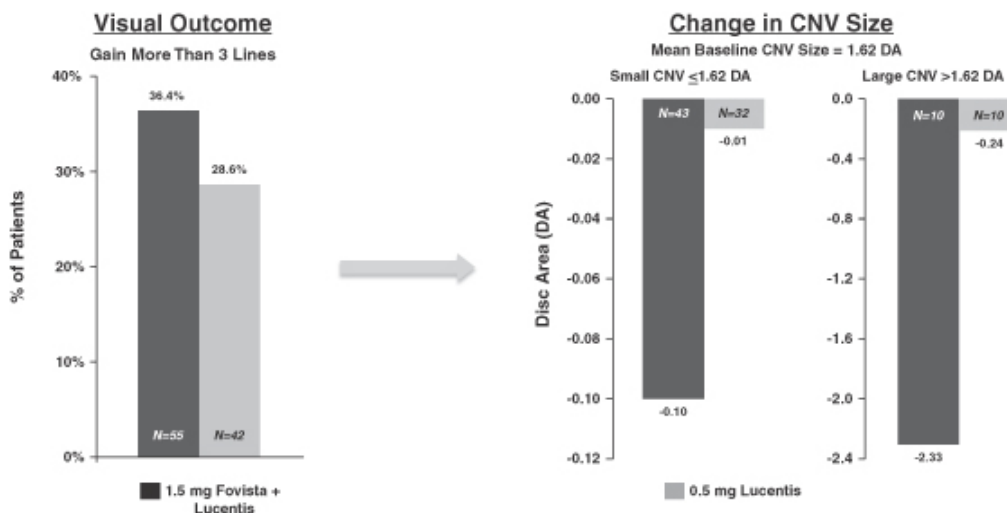 Visual Outcome
Gain More Than 3 Lines
% of Patients
40%
30%
20%
10%
0%
36.4%
28.6%
N=55
N=42
Change in CNV Size
Mean Baseline CNV Size = 1.62 DA
Small CNV ≤1.62 DA
Disc Area (DA)
0.00
-0.02
-0.04
-0.06
-0.08
-0.10
-0.12
N=43
N=32
-0.01
-0.10
Large CNV >1.62 DA
0.00
-0.4
-0.8
-1.2
-1.6
-2.0
-2.4
N=10
N=10
-0.24
-2.33
1.5 mg Fovista +
Lucentis
0.5 mg Lucentis